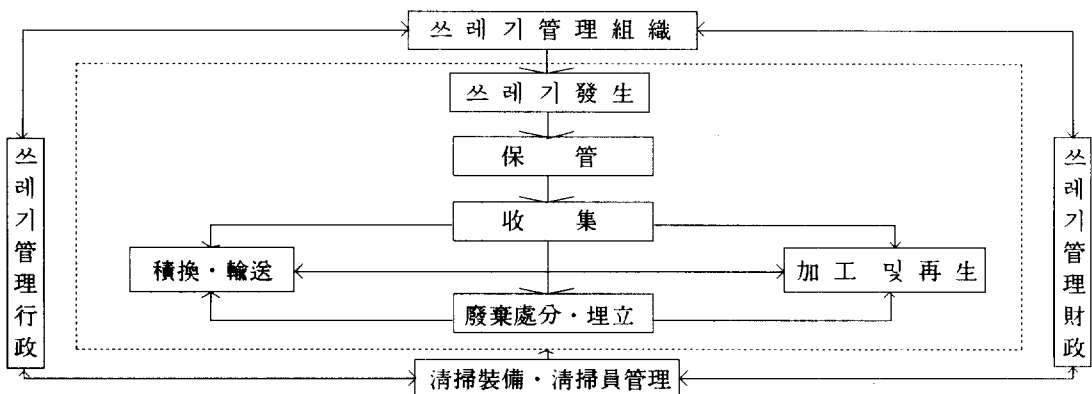 쓰레기管理組織
쓰레기發生
保管
收集
積換·輸送
加工 및 再生
廢棄處分·埋立
淸掃裝備·淸掃員管理
쓰레기管理行政
쓰레기管理財政